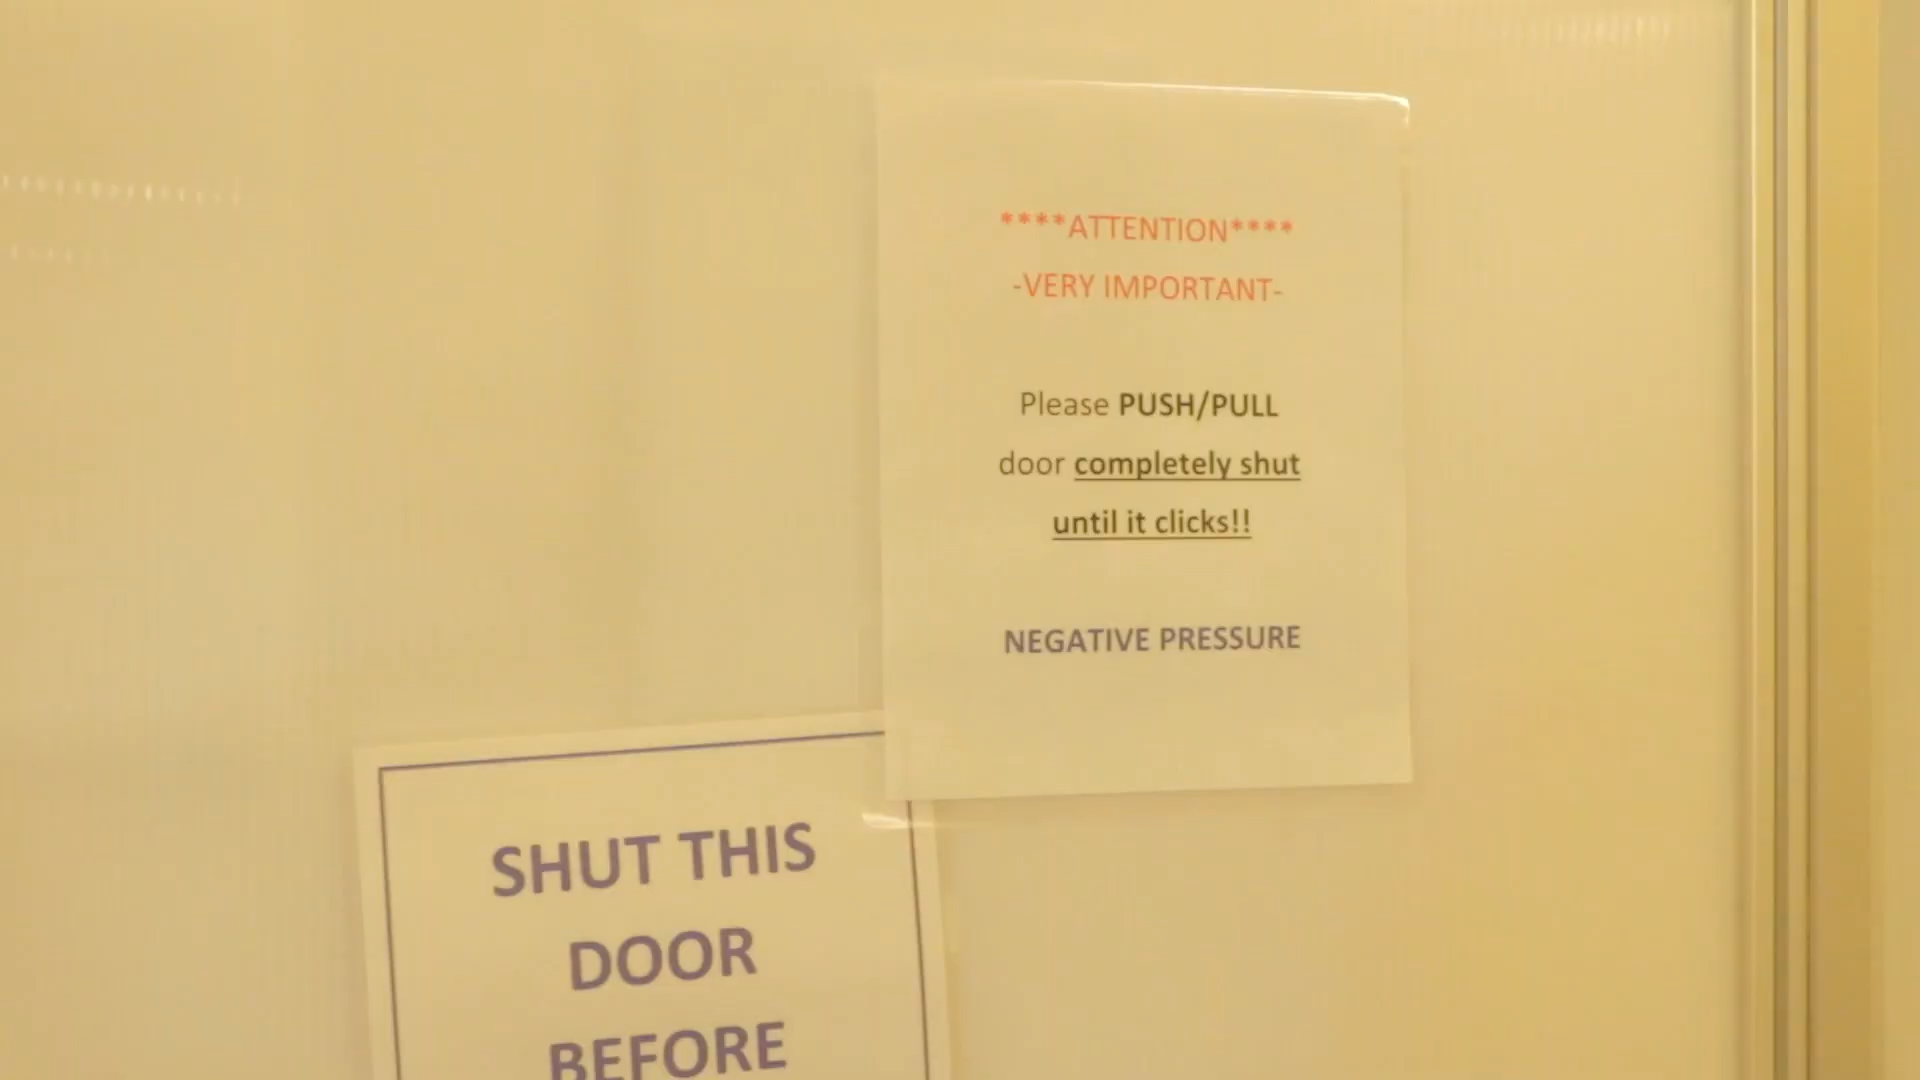 ****ATTENTION****
-VERY IMPORTANT-
Please PUSH/PULL
door completely shut
until it clicks!!
NEGATIVE PRESSURE
SHUT THIS
DOOR
BEFORE